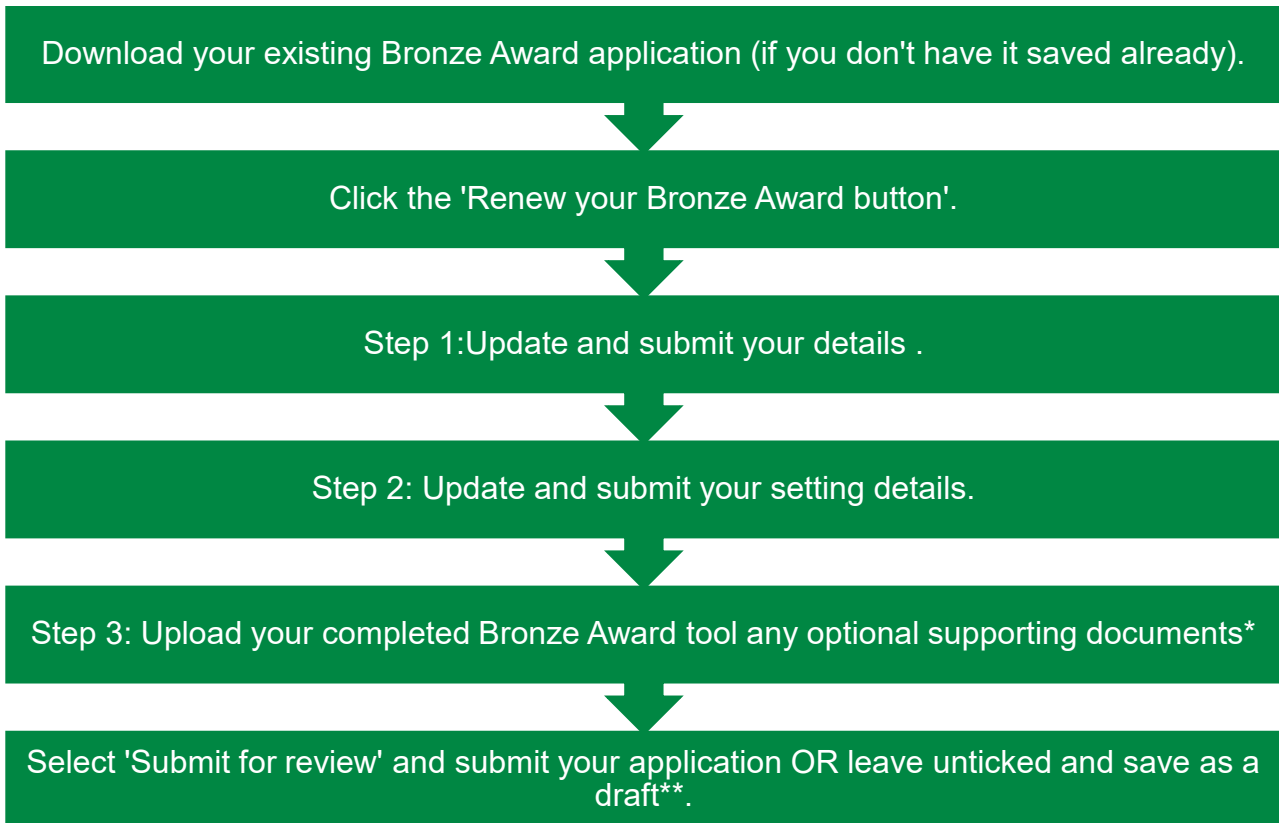 Download your existing Bronze Award application (if you don't have it saved already).
Click the 'Renew your Bronze Award button'.
Step 1:Update and submit your details .
Step 2: Update and submit your setting details.
Step 3: Upload your completed Bronze Award tool any optional supporting documents*
Select 'Submit for review' and submit your application OR leave unticked and save as a
draft**.